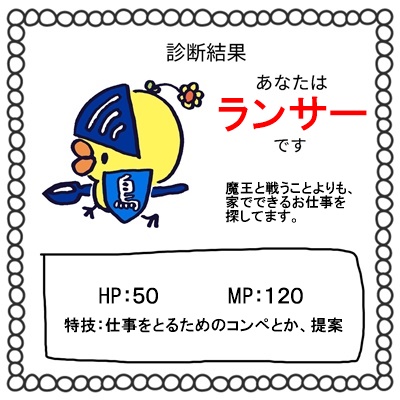 診断結果
あなたは
ランサー
です
魔王と戦うことよりも、
家でできるお仕事を
探してます。
HP:50 MP:120
特技:仕事をとるためのコンペとか、提案